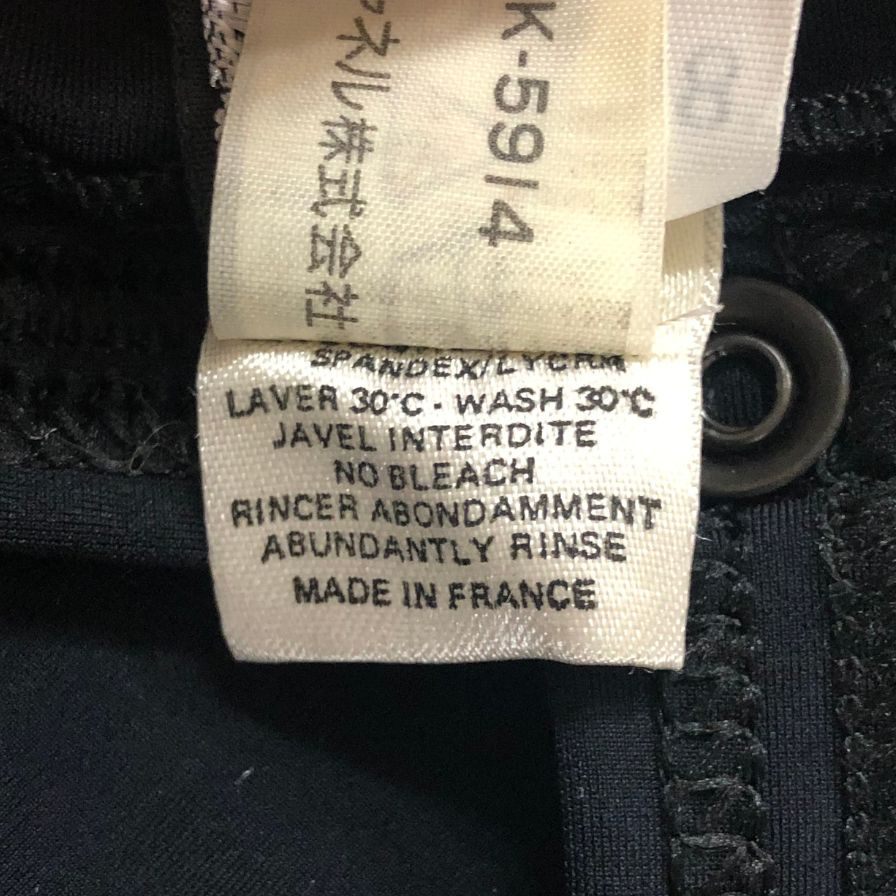 K-5914
ネル株式会社
SPANDEX/LYCRA
LAVER 30°C - WASH 30°C
JAVEL INTERDITE
NO BLEACH
RINCER ABONDAMMENT
ABUNDANTLY RINSE
MADE IN FRANCE